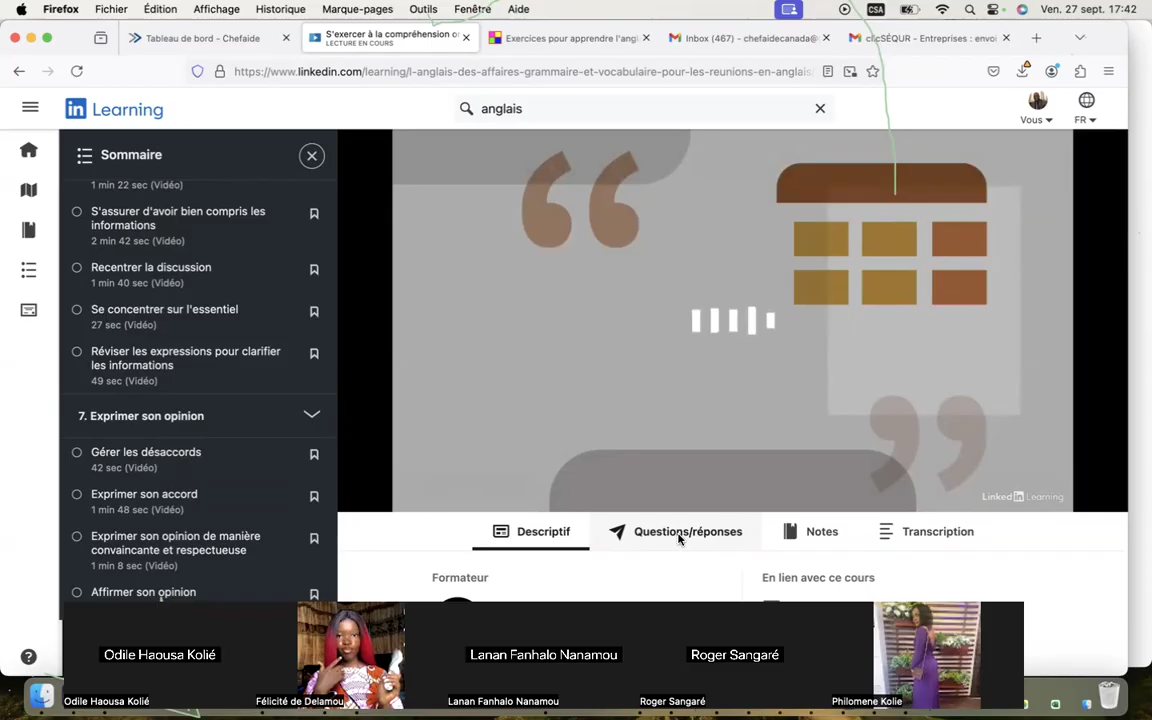 Firefox Fichier Édition Affichage Historique Marque-pages Outils Fenêtre Aide CSA Ven. 27 sept. 17:42
Tableau de bord - Chefaide
S'exercer à la compréhension o
LECTURE EN COURS
Exercices pour apprendre l'angl
Inbox (467) - chefaidecanada@
clicSÉQUR - Entreprises : envoi
https://www.linkedin.com/learning/l-anglais-des-affaires-grammaire-et-vocabulaire-pour-les-reunions-en-anglais/
in Learning
anglais
Vous
FR
Sommaire
1 min 22 sec (Vidéo)
S'assurer d'avoir bien compris les
informations
2 min 42 sec (Vidéo)
Recentrer la discussion
1 min 40 sec (Vidéo)
Se concentrer sur l'essentiel
27 sec (Vidéo)
Réviser les expressions pour clarifier
les informations
49 sec (Vidéo)
7. Exprimer son opinion
Gérer les désaccords
42 sec (Vidéo)
Exprimer son accord
1 min 48 sec (Vidéo)
Exprimer son opinion de manière
convaincante et respectueuse
1 min 8 sec (Vidéo)
Affirmer son opinion
Linked in Learning
Descriptif
Questions/réponses
Notes
Transcription
Formateur
En lien avec ce cours
Odile Haousa Kolié
Lanan Fanhalo Nanamou
Roger Sangaré
Odile Haousa Kolié
Félicité de Delamou
Lanan Fanhalo Nanamou
Roger Sangaré
Philomene Kolie